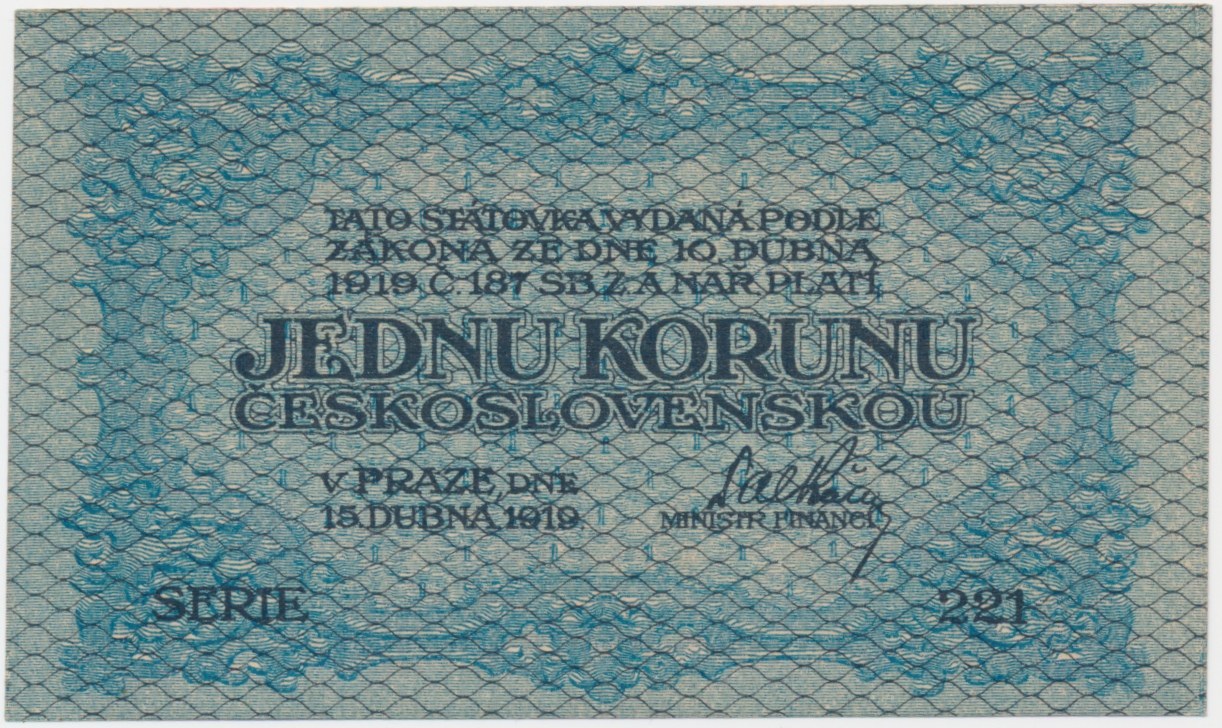 TATO STÁTOVKA, VYDANÁ PODLE
ZÁKONA ZE DNE 10. DUBNA
1919 Č. 187 SB. Z. A NAŘ. PLATÍ
JEDNU KORUNU
ČESKOSLOVENSKOU
V PRAZE, DNE
15. DUBNA 1919
MINISTR FINANCÍ
SERIE
221